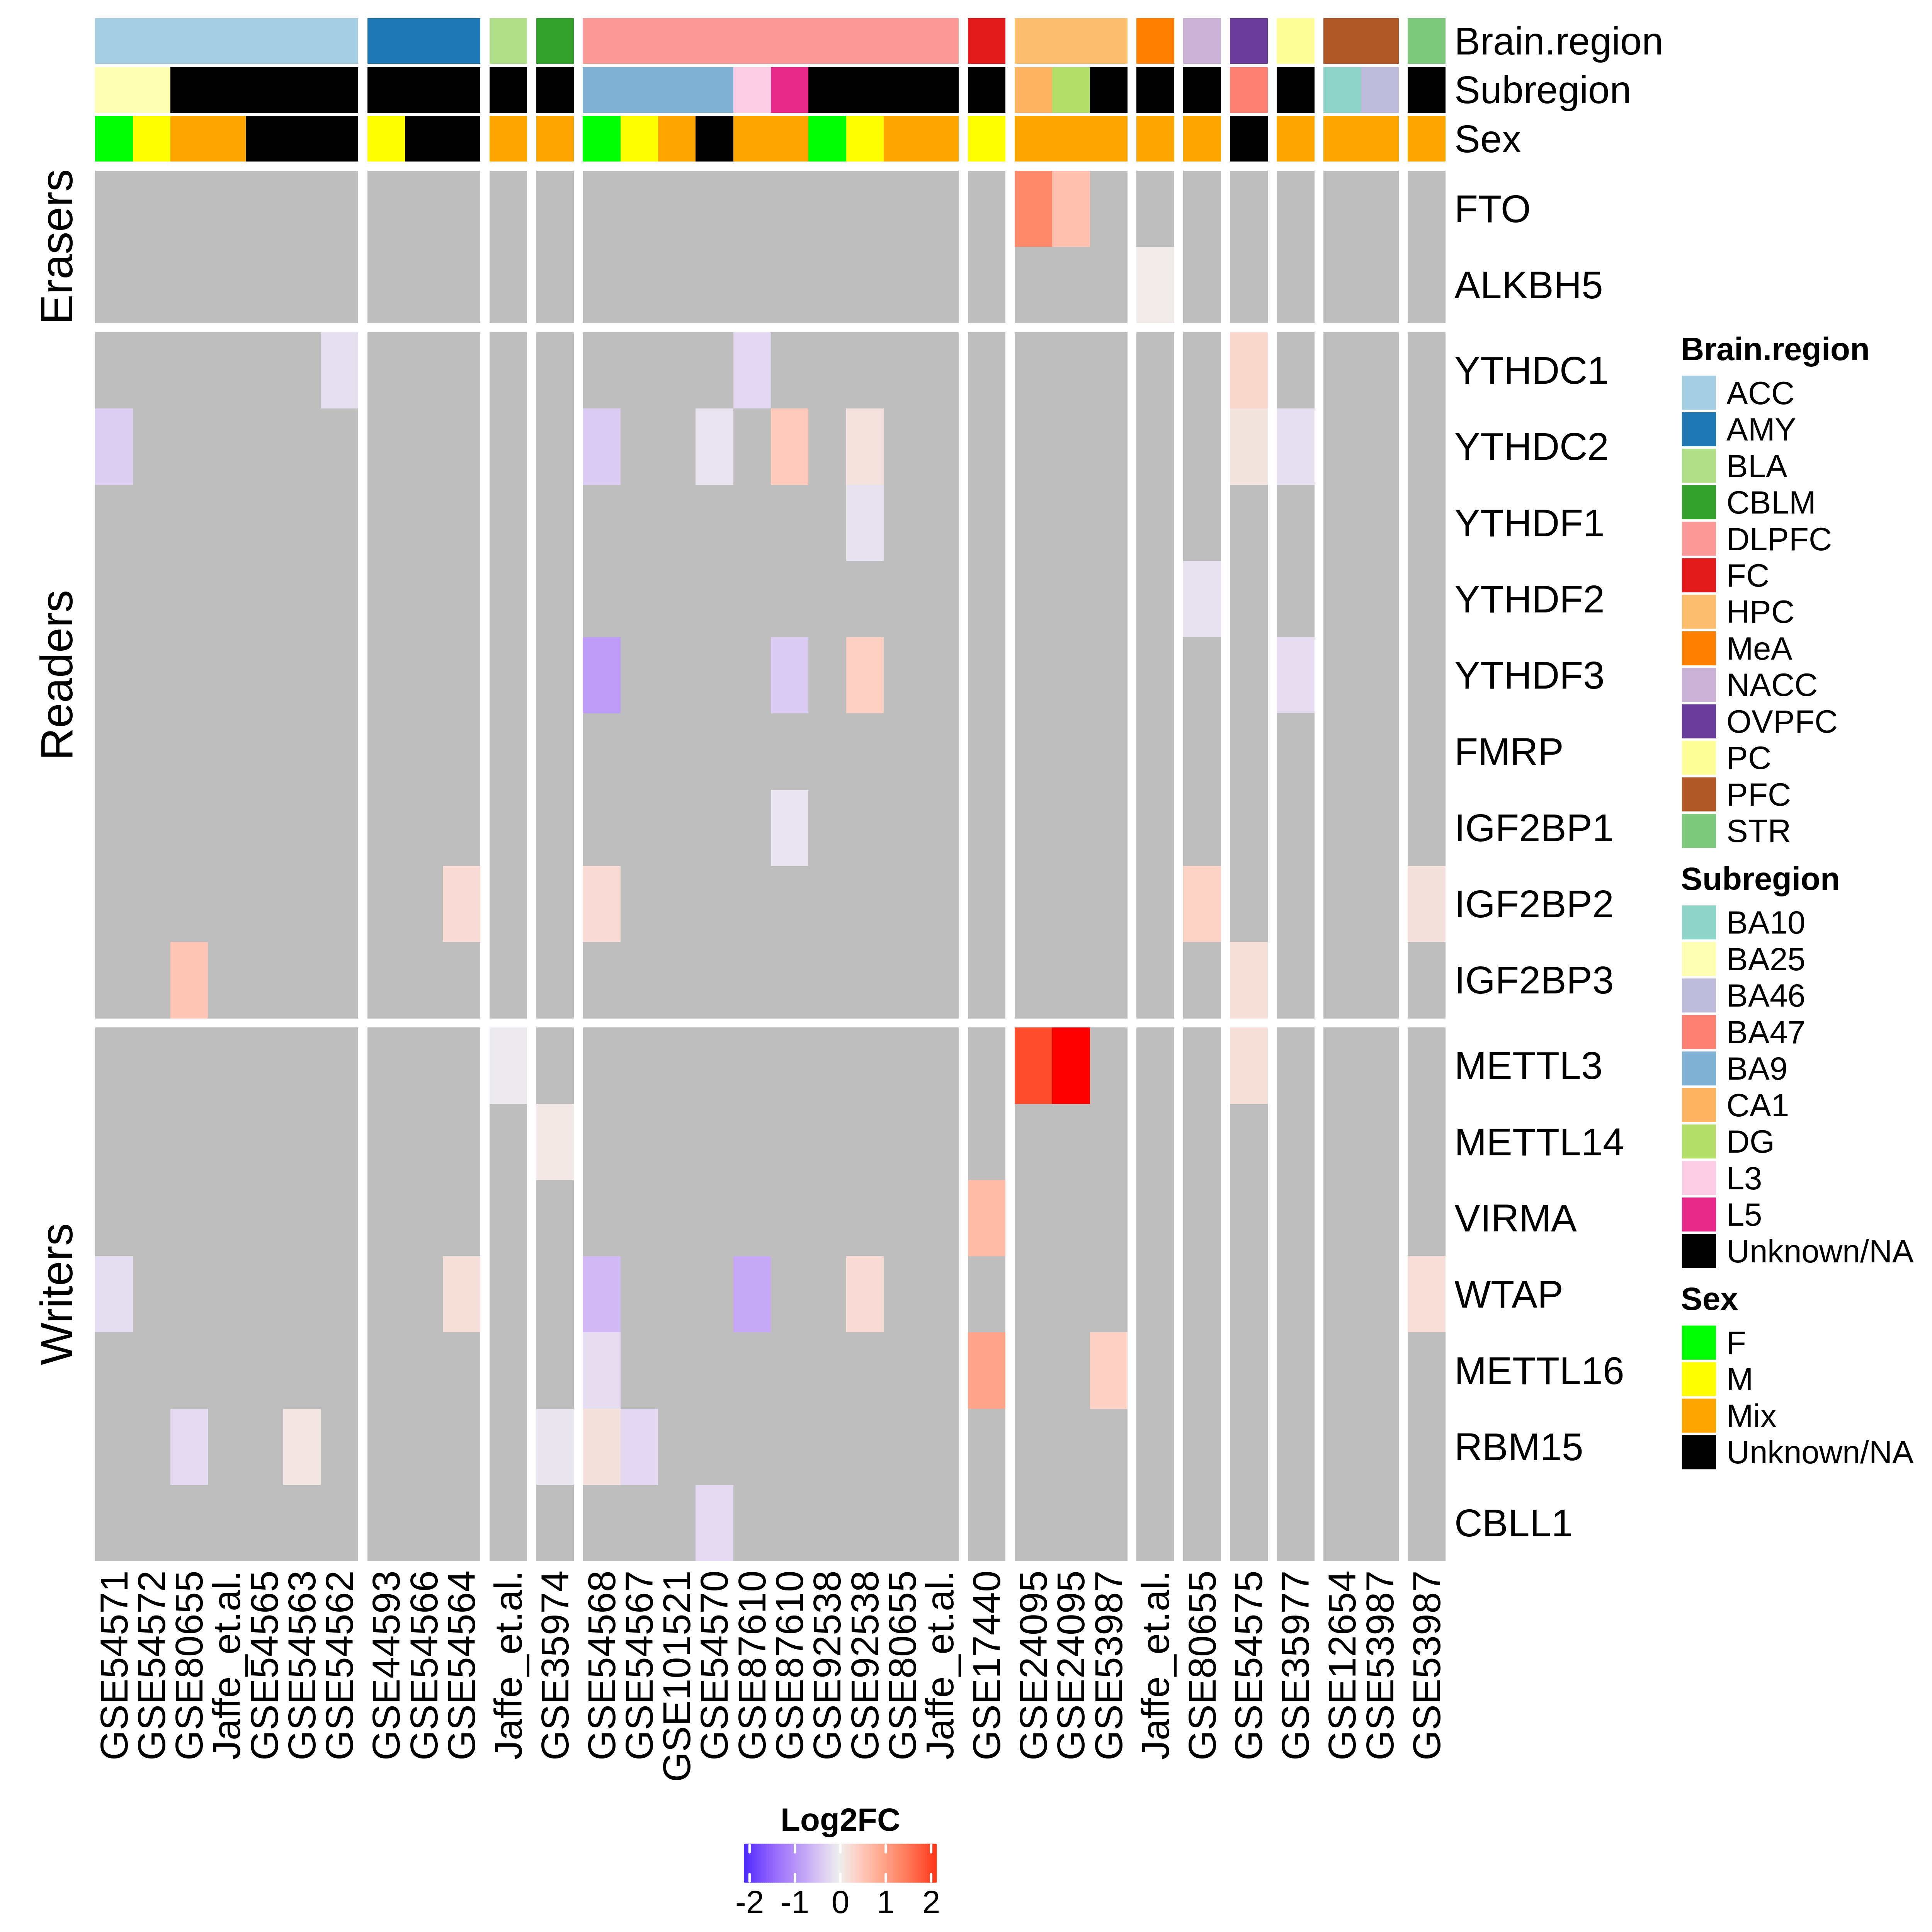 Brain.region
Subregion
Sex
Erasers
FTO
ALKBH5
Readers
YTHDC1
YTHDC2
YTHDF1
YTHDF2
YTHDF3
FMRP
IGF2BP1
IGF2BP2
IGF2BP3
Writers
METTL3
METTL14
VIRMA
WTAP
METTL16
RBM15
CBLL1
GSE54571
GSE54572
GSE80655
Jaffe_et.al.
GSE54565
GSE54563
GSE54562
GSE44593
GSE54566
GSE54564
Jaffe_et.al.
GSE35974
GSE54568
GSE54567
GSE101521
GSE54570
GSE87610
GSE87610
GSE92538
GSE92538
GSE80655
Jaffe_et.al.
GSE17440
GSE24095
GSE24095
GSE53987
Jaffe_et.al.
GSE80655
GSE54575
GSE35977
GSE12654
GSE53987
GSE53987
Log2FC
-2 -1 0 1 2
Brain.region
ACC
AMY
BLA
CBLM
DLPFC
FC
HPC
MeA
NACC
OVPFC
PC
PFC
STR
Subregion
BA10
BA25
BA46
BA47
BA9
CA1
DG
L3
L5
Unknown/NA
Sex
F
M
Mix
Unknown/NA